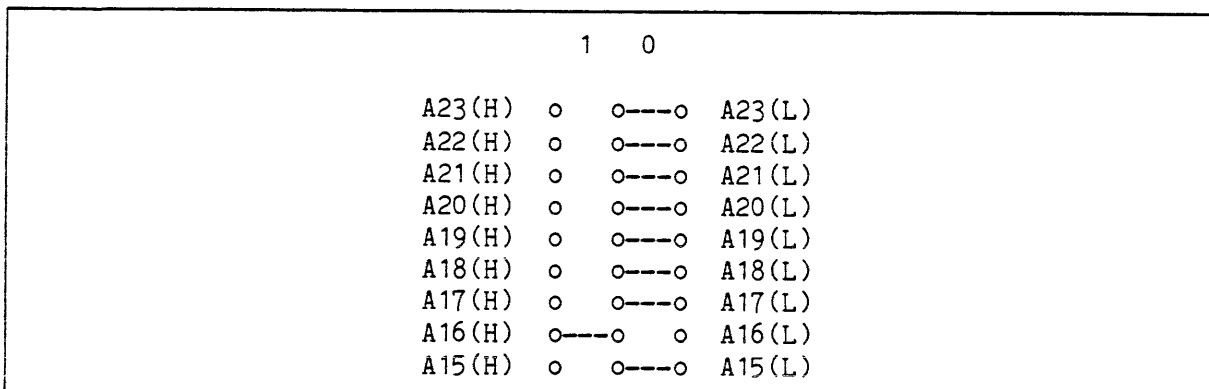 1 0
A23(H) o o---o A23(L)
A22(H) o o---o A22(L)
A21(H) o o---o A21(L)
A20(H) o o---o A20(L)
A19(H) o o---o A19(L)
A18(H) o o---o A18(L)
A17(H) o o---o A17(L)
A16(H) o---o o A16(L)
A15(H) o o---o A15(L)